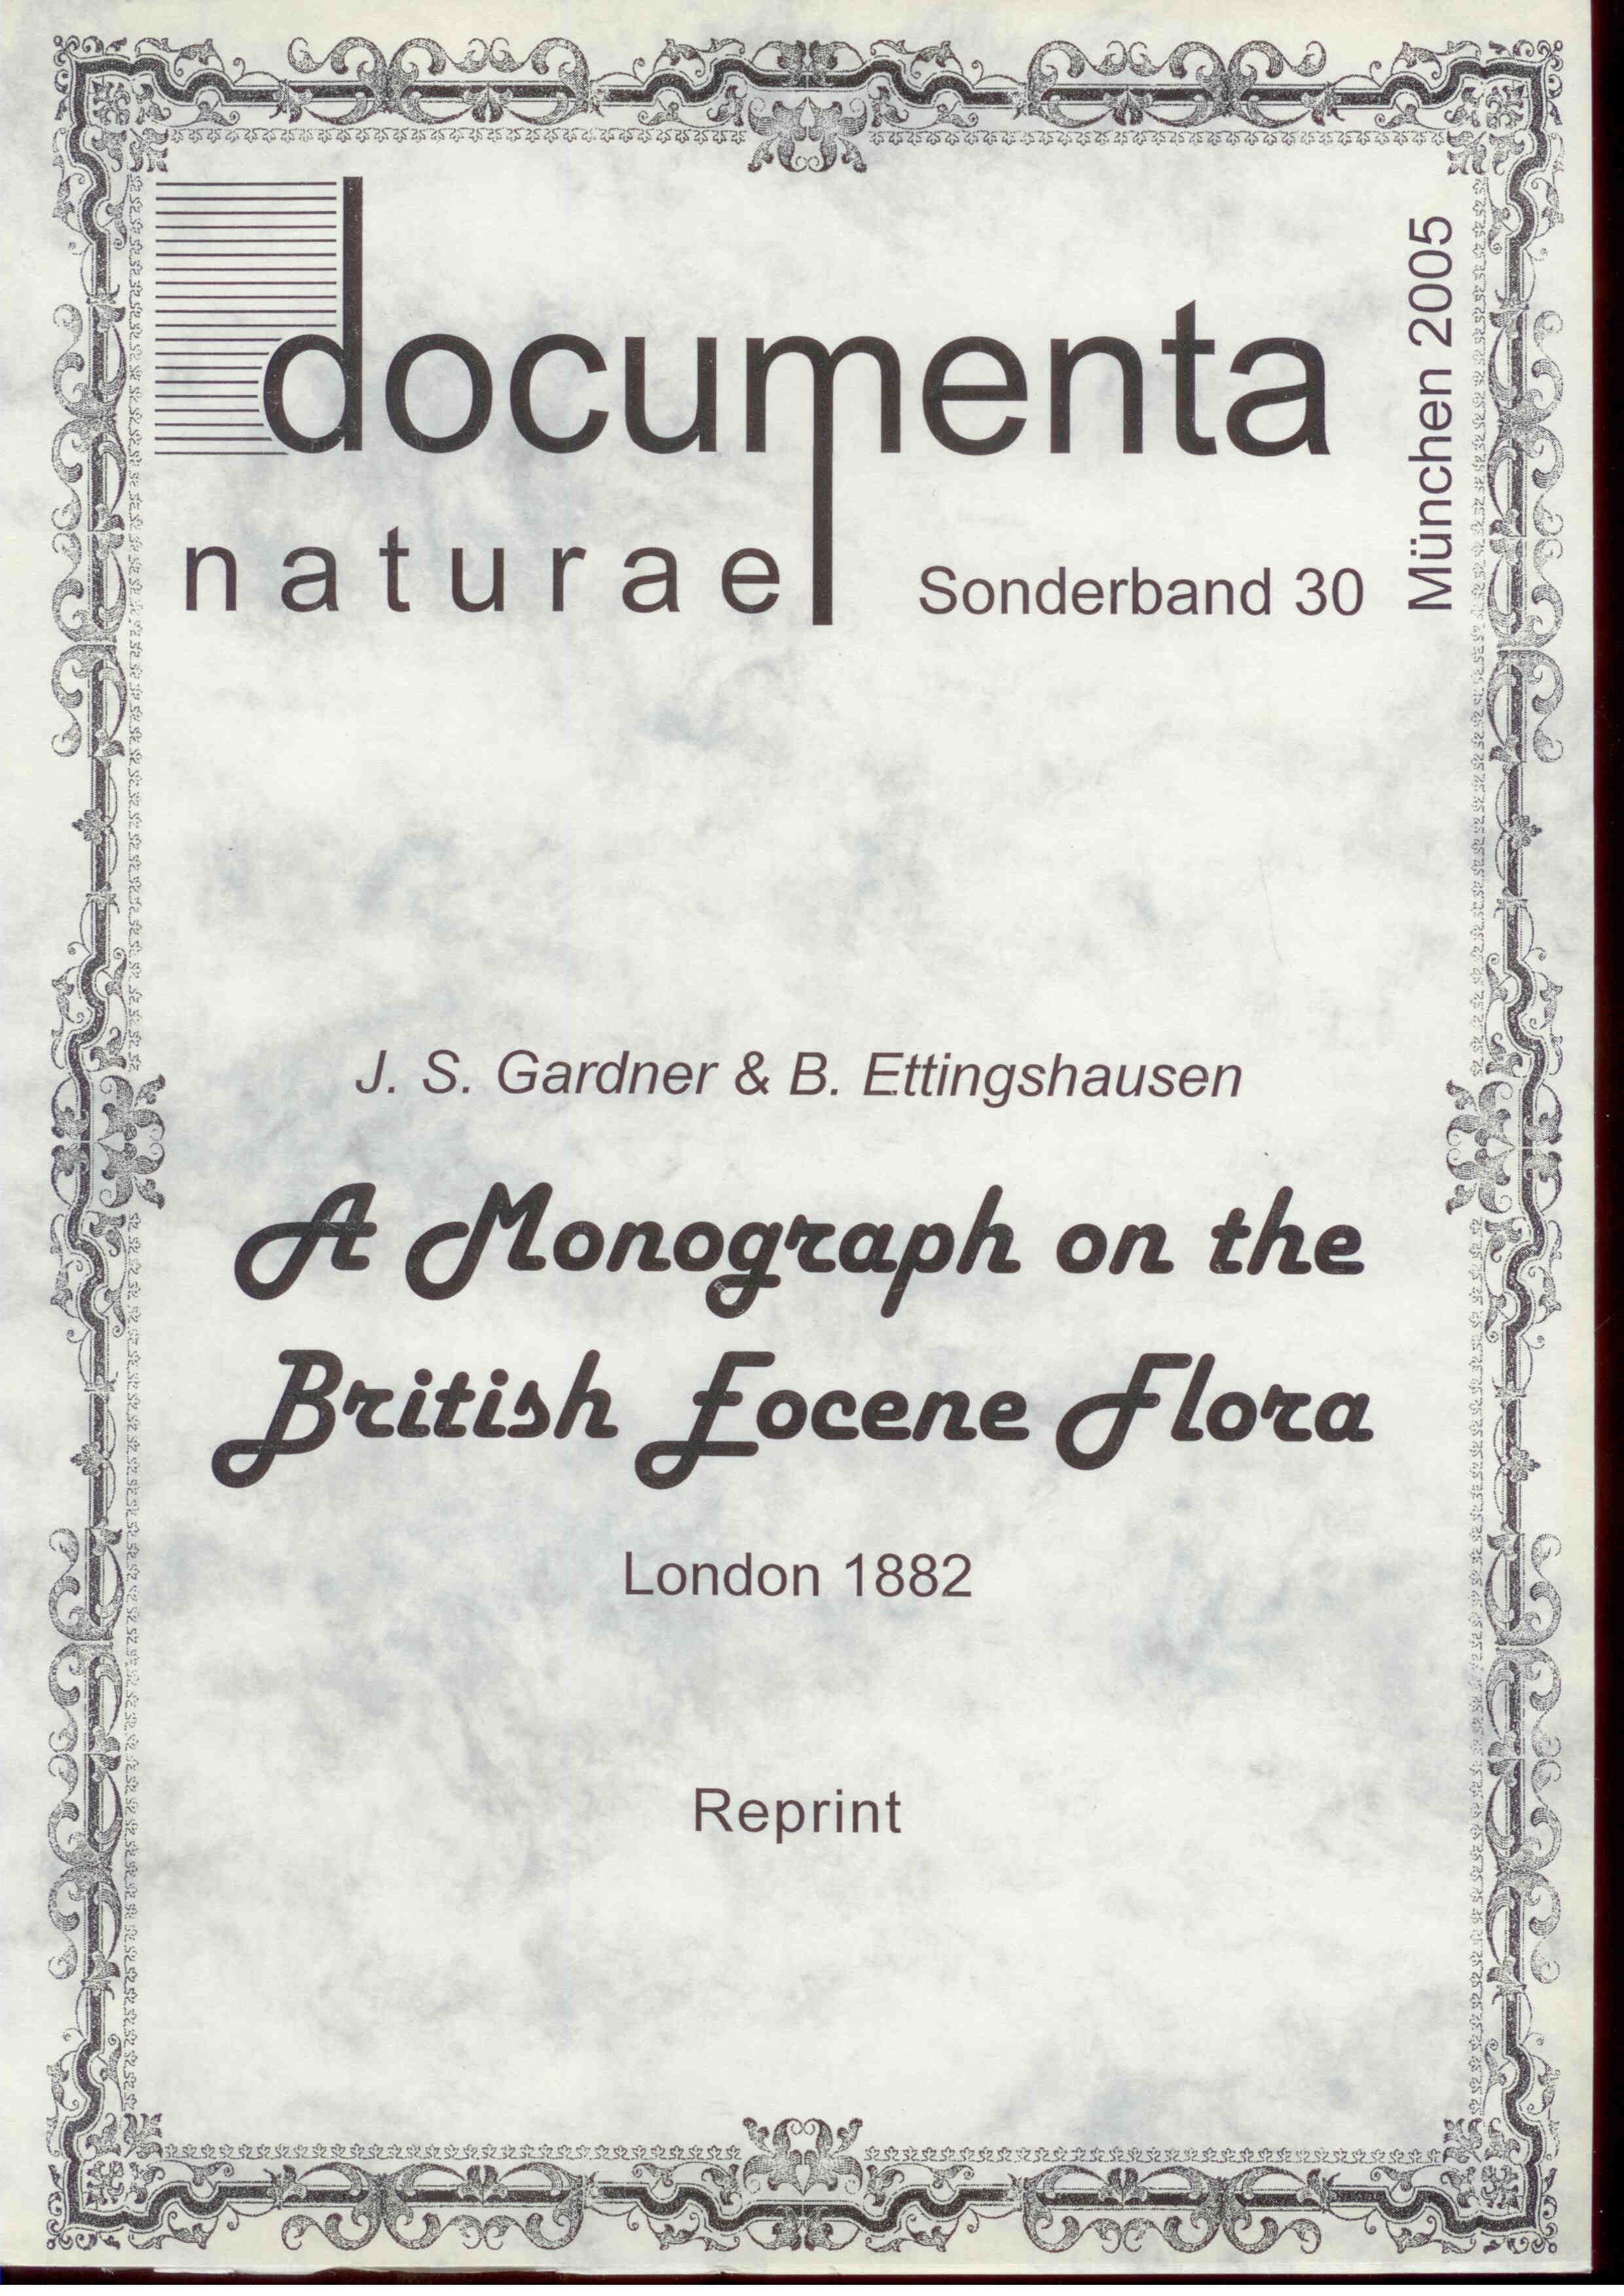 documenta
naturae
Sonderband 30
München 2005
J. S. Gardner & B. Ettingshausen
A Monograph on the
British Eocene Flora
London 1882
Reprint